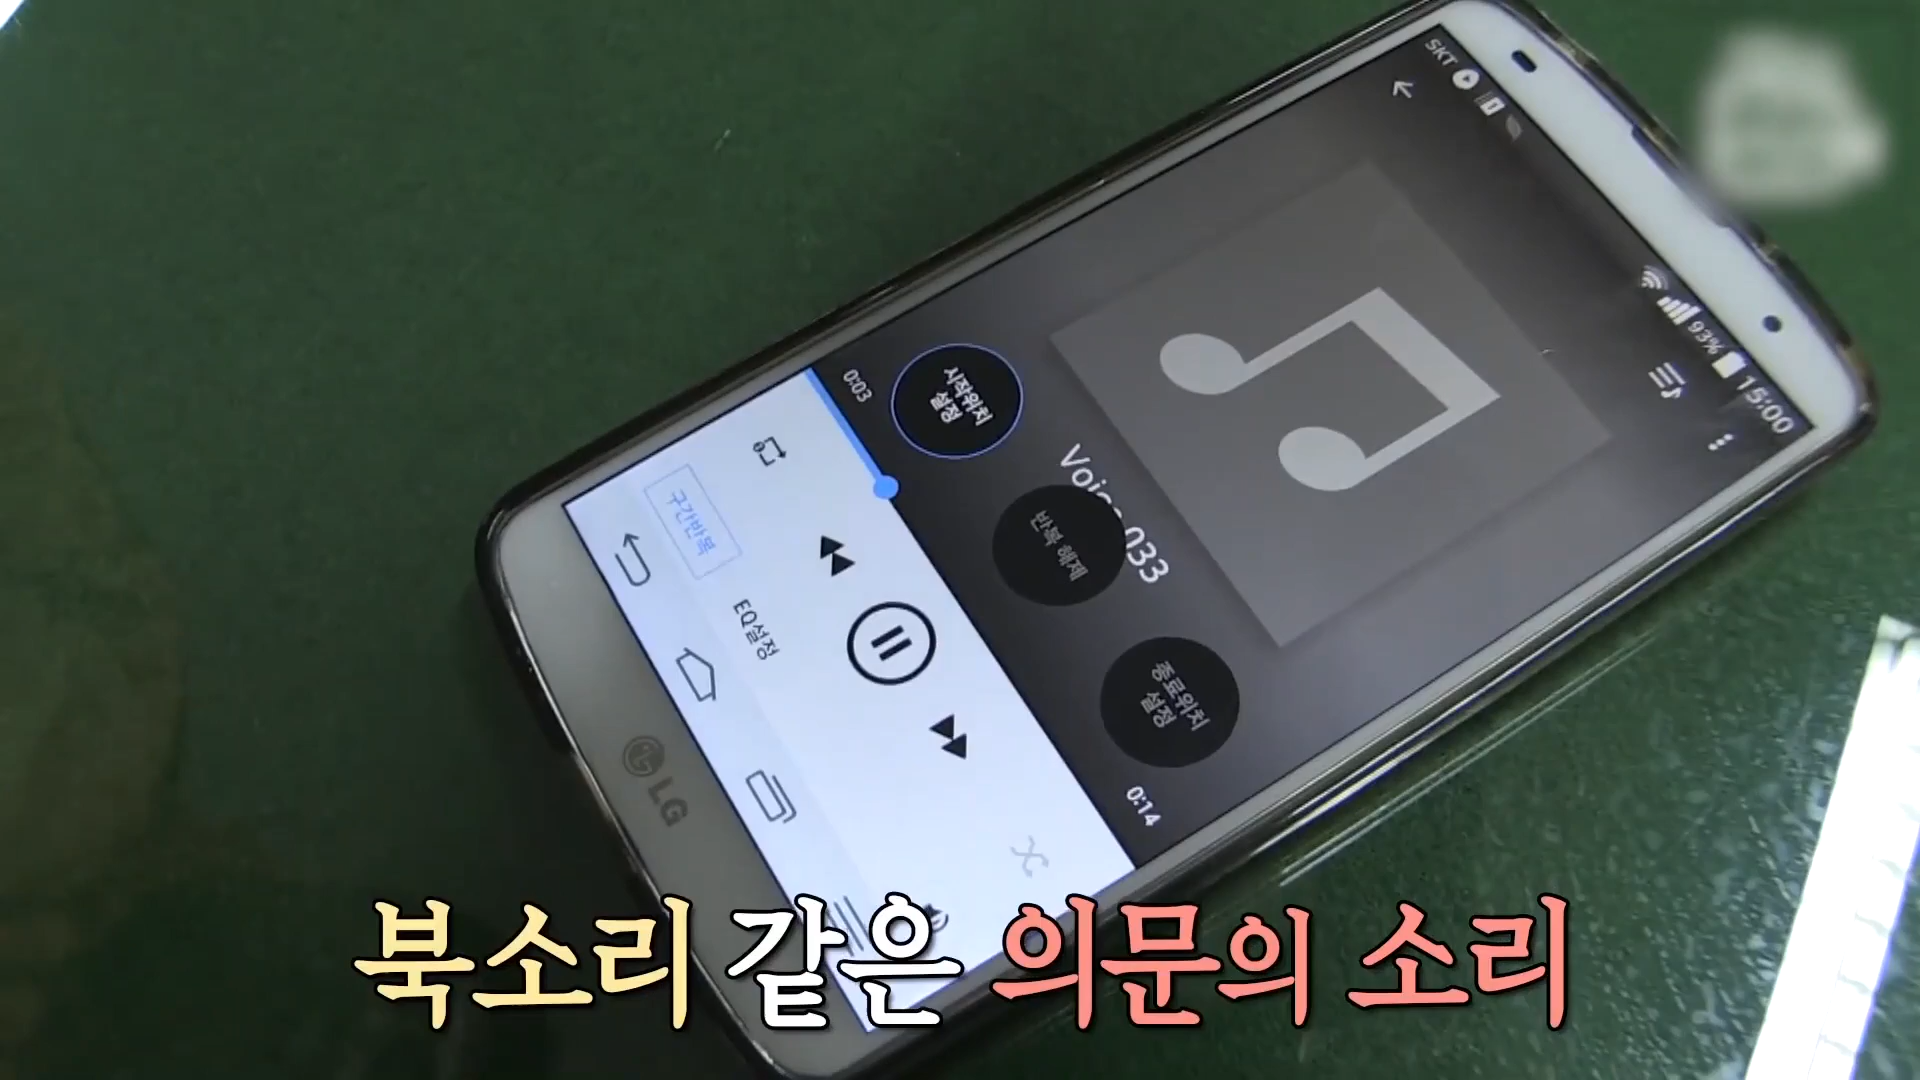 SKT
93% 15:00
Voice 033
시작위치
설정
반복 해제
종료위치
설정
0:03
0:14
구간반복
EQ설정
LG
북소리 같은 의문의 소리